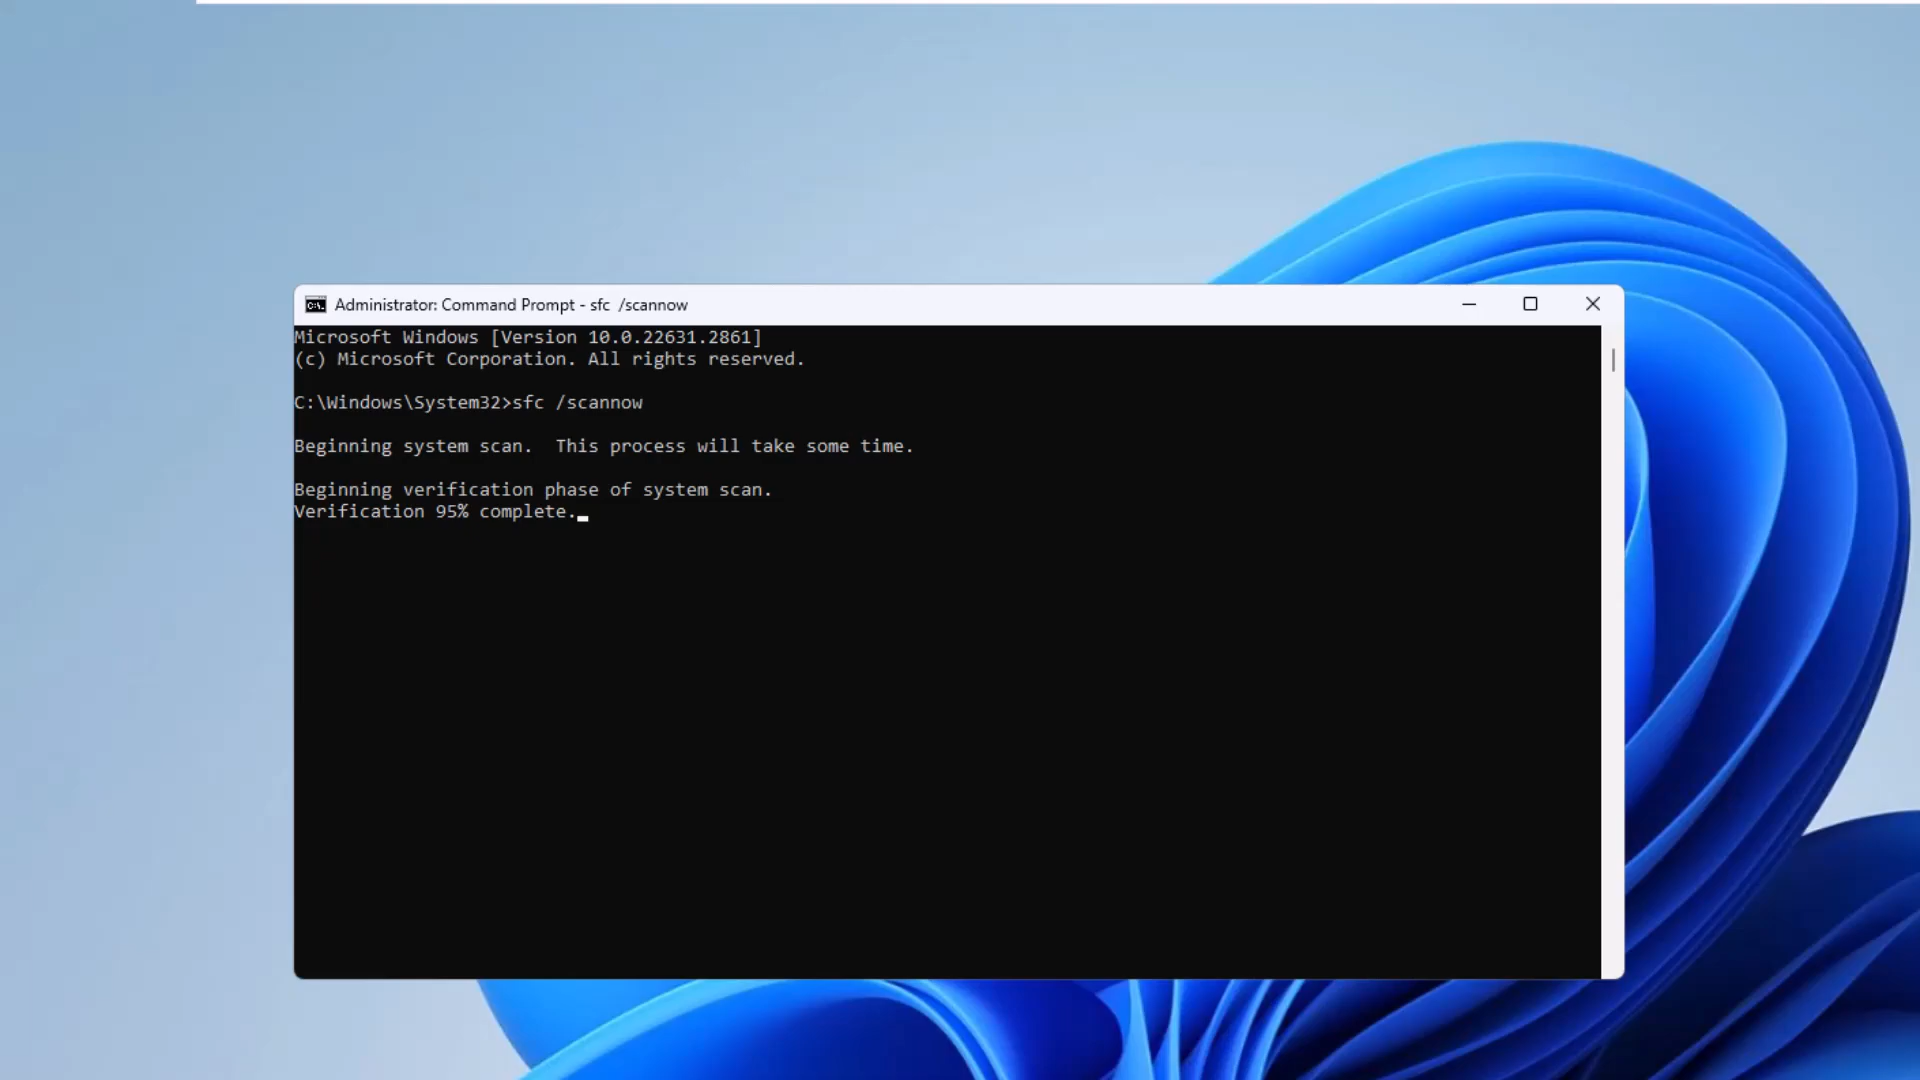 Administrator: Command Prompt - sfc  /scannow
Microsoft Windows [Version 10.0.22631.2861]
(c) Microsoft Corporation. All rights reserved.
C:\Windows\System32>sfc /scannow
Beginning system scan.  This process will take some time.
Beginning verification phase of system scan.
Verification 95% complete.